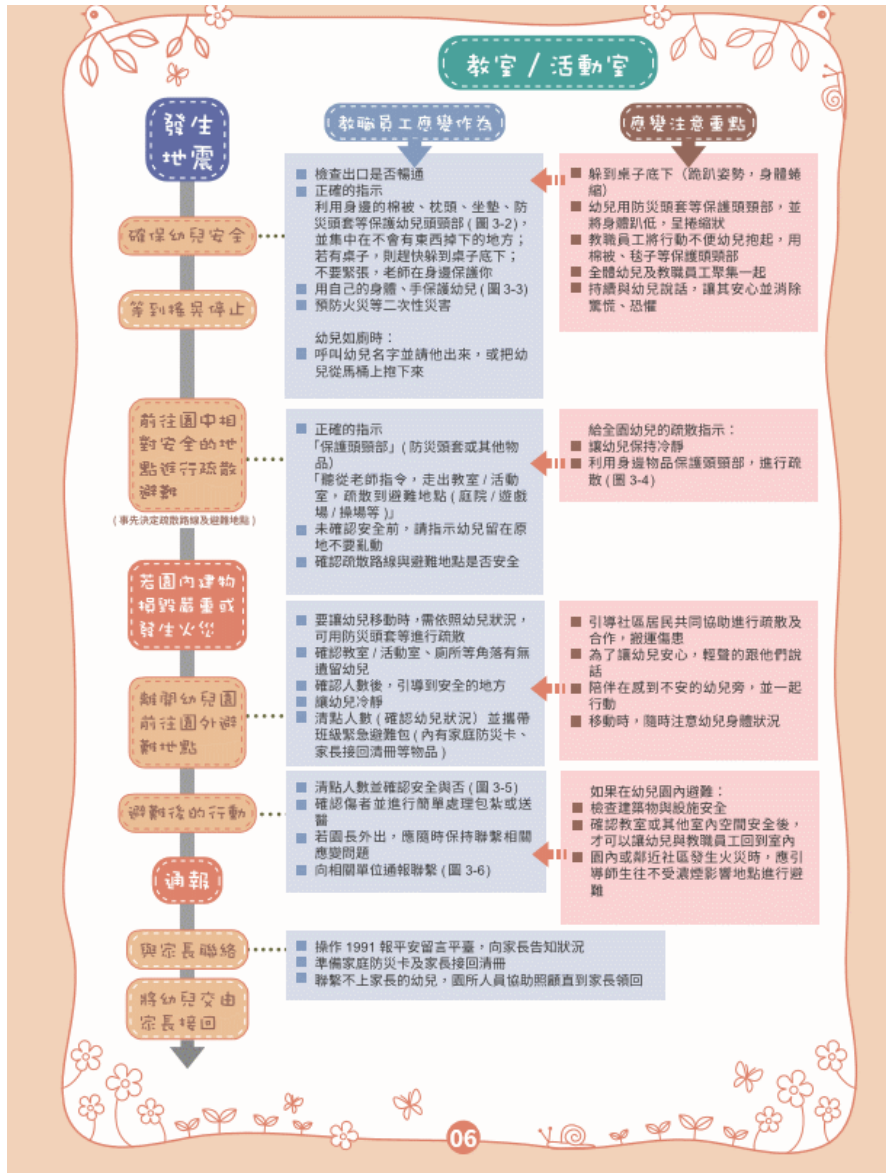 教室 / 活動室
發生
地震
教職員工應變作為
應變注意重點
確保幼兒安全
等到搖晃停止
檢查出口是否暢通
正確的指示
利用身邊的棉被、枕頭、坐墊、防
災頭套等保護幼兒頭頸部 ( 圖 3-2)，
並集中在不會有東西掉下的地方；
若有桌子，則趕快躲到桌子底下；
不要緊張，老師在身邊保護你
用自己的身體、手保護幼兒 ( 圖 3-3)
預防火災等二次性災害
幼兒如廁時：
呼叫幼兒名字並請他出來，或把幼
兒從馬桶上抱下來
躲到桌子底下（跪趴姿勢，身體蜷
縮）
幼兒用防災頭套等保護頭頸部，並
將身體趴低，呈捲縮狀
教職員工將行動不便幼兒抱起，用
棉被、毯子等保護頭頸部
全體幼兒及教職員工聚集一起
持續與幼兒說話，讓其安心並消除
驚慌、恐懼
前往園中相
對安全的地
點進行疏散
避難
( 事先決定疏散路線及避難地點 )
正確的指示
「保護頭頸部」( 防災頭套或其他物
品)
「聽從老師指令，走出教室 / 活動
室，疏散到避難地點 ( 庭院 / 遊戲
場 / 操場等 )」
未確認安全前，請指示幼兒留在原
地不要亂動
確認疏散路線與避難地點是否安全
給全園幼兒的疏散指示：
讓幼兒保持冷靜
利用身邊物品保護頭頸部，進行疏
散 ( 圖 3-4)
若園內建物
損毀嚴重或
發生火災
離開幼兒園
前往園外避
難地點
要讓幼兒移動時，需依照幼兒狀況，
可用防災頭套等進行疏散
確認教室 / 活動室、廁所等角落有無
遺留幼兒
確認人數後，引導到安全的地方
讓幼兒冷靜
清點人數 ( 確認幼兒狀況 ) 並攜帶
班級緊急避難包 ( 內有家庭防災卡、
家長接回清冊等物品 )
引導社區居民共同協助進行疏散及
合作，搬運傷患
為了讓幼兒安心，輕聲的跟他們說
話
陪伴在感到不安的幼兒旁，並一起
行動
移動時，隨時注意幼兒身體狀況
避難後的行動
清點人數並確認安全與否 ( 圖 3-5)
確認傷者並進行簡單處理包紮或送
醫
若園長外出，應隨時保持聯繫相關
應變問題
向相關單位通報聯繫 ( 圖 3-6)
如果在幼兒園內避難：
檢查建築物與設施安全
確認教室或其他室內空間安全後，
才可以讓幼兒與教職員工回到室內
園內或鄰近社區發生火災時，應引
導師生往不受濃煙影響地點進行避
難
通報
與家長聯絡
將幼兒交由
家長接回
操作 1991 報平安留言平臺，向家長告知狀況
準備家庭防災卡及家長接回清冊
聯繫不上家長的幼兒，園所人員協助照顧直到家長領回
06